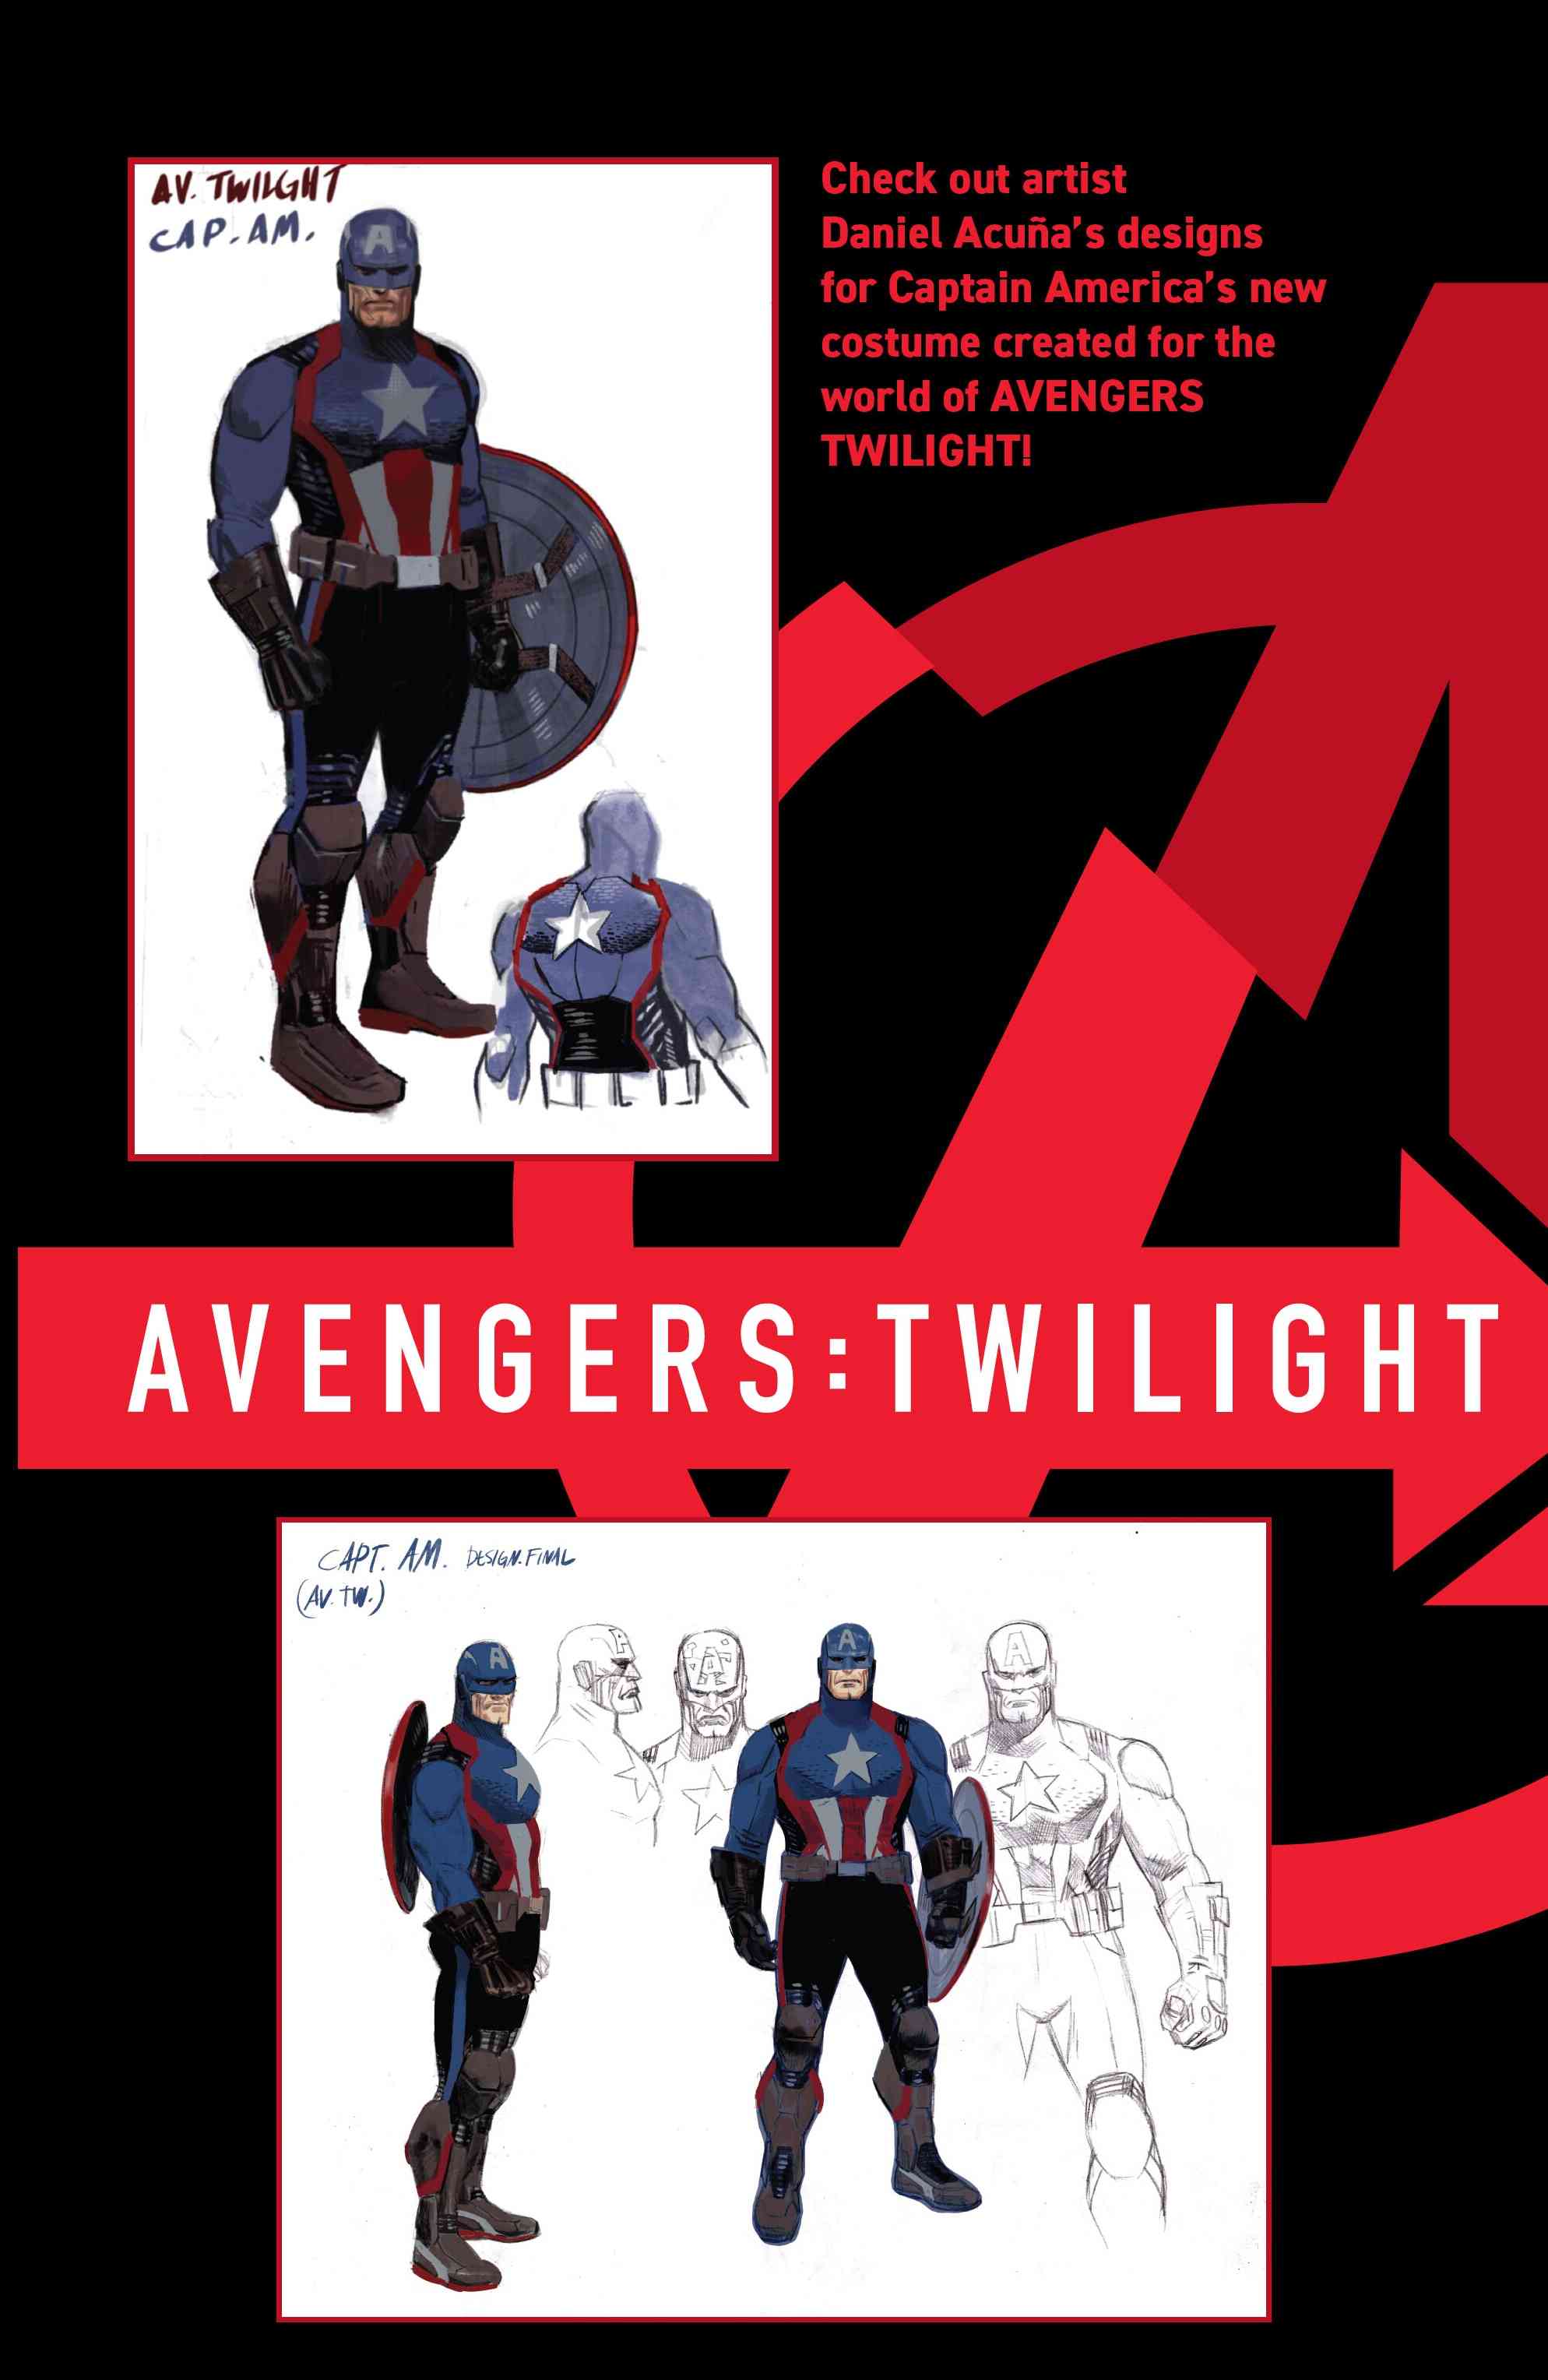 AV. TWILGHT
CAP. AM.
A
Check out artist
Daniel Acuña’s designs
for Captain America’s new
costume created for the
world of AVENGERS
TWILIGHT!
AVENGERS:TWILIGHT
CAPT. AM. DESIGN.FINAL
(AV. TW.)
A
A
A
A